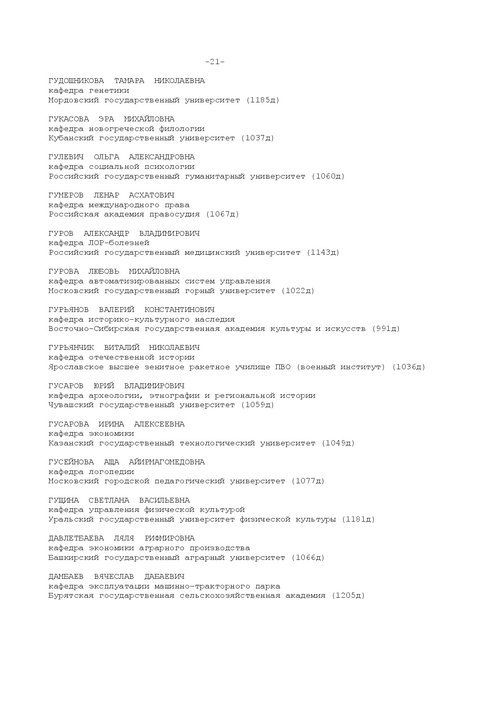 -21-
ГУДОШНИКОВА ТАМАРА НИКОЛАЕВНА
кафедра генетики
Мордовский государственный университет (1185д)
ГУКАСОВА ЭРА МИХАЙЛОВНА
кафедра новогреческой филологии
Кубанский государственный университет (1037д)
ГУЛЕВИЧ ОЛЬГА АЛЕКСАНДРОВНА
кафедра социальной психологии
Российский государственный гуманитарный университет (1060д)
ГУМЕРОВ ЛЕНАР АСХАТОВИЧ
кафедра международного права
Российская академия правосудия (1067д)
ГУРОВ АЛЕКСАНДР ВЛАДИМИРОВИЧ
кафедра ЛОР-болезней
Российский государственный медицинский университет (1143д)
ГУРОВА ЛЮБОВЬ МИХАЙЛОВНА
кафедра автоматизированных систем управления
Московский государственный горный университет (1022д)
ГУРЬЯНОВ ВАЛЕРИЙ КОНСТАНТИНОВИЧ
кафедра историко-культурного наследия
Восточно-Сибирская государственная академия культуры и искусств (991д)
ГУРЬЯНЧИК ВИТАЛИЙ НИКОЛАЕВИЧ
кафедра отечественной истории
Ярославское высшее зенитное ракетное училище ПВО (военный институт) (1036д)
ГУСАРОВ ЮРИЙ ВЛАДИМИРОВИЧ
кафедра археологии, этнографии и региональной истории
Чувашский государственный университет (1059д)
ГУСАРОВА ИРИНА АЛЕКСЕЕВНА
кафедра экономики
Казанский государственный технологический университет (1049д)
ГУСЕЙНОВА АЩА АЙИРМАГОМЕДОВНА
кафедра логопедии
Московский городской педагогический университет (1077д)
ГУЩИНА СВЕТЛАНА ВАСИЛЬЕВНА
кафедра управления физической культурой
Уральский государственный университет физической культуры (1181д)
ДАВЛЕТБАЕВА ЛЯЛЯ РИФМИРОВНА
кафедра экономики аграрного производства
Башкирский государственный аграрный университет (1066д)
ДАМБАЕВ ВЯЧЕСЛАВ ДАБАЕВИЧ
кафедра эксплуатации машинно-тракторного парка
Бурятская государственная сельскохозяйственная академия (1205д)